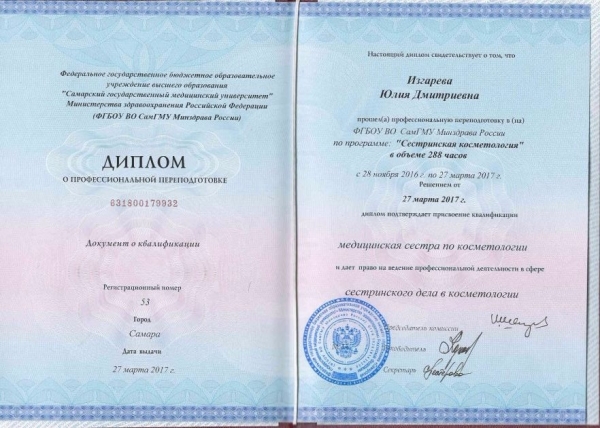 Федеральное государственное бюджетное образовательное
учреждение высшего образования
"Самарский государственный медицинский университет"
Министерства здравоохранения Российской Федерации
(ФГБОУ ВО СамГМУ Минздрава России)
ДИПЛОМ
О ПРОФЕССИОНАЛЬНОЙ ПЕРЕПОДГОТОВКЕ
631800179932
Документ о квалификации
Регистрационный номер
53
Город
Самара
Дата выдачи
27 марта 2017 г.
Настоящий диплом свидетельствует о том, что
Изгарева
Юлия Дмитриевна
прошел(а) профессиональную переподготовку в (на)
ФГБОУ ВО СамГМУ Минздрава России
по программе: "Сестринская косметология"
в объеме 288 часов
с 28 ноября 2016 г. по 27 марта 2017 г.
Решением от
27 марта 2017 г.
диплом подтверждает присвоение квалификации
медицинская сестра по косметологии
и дает право на ведение профессиональной деятельности в сфере
сестринского дела в косметологии
Председатель комиссии
Руководитель
Секретарь